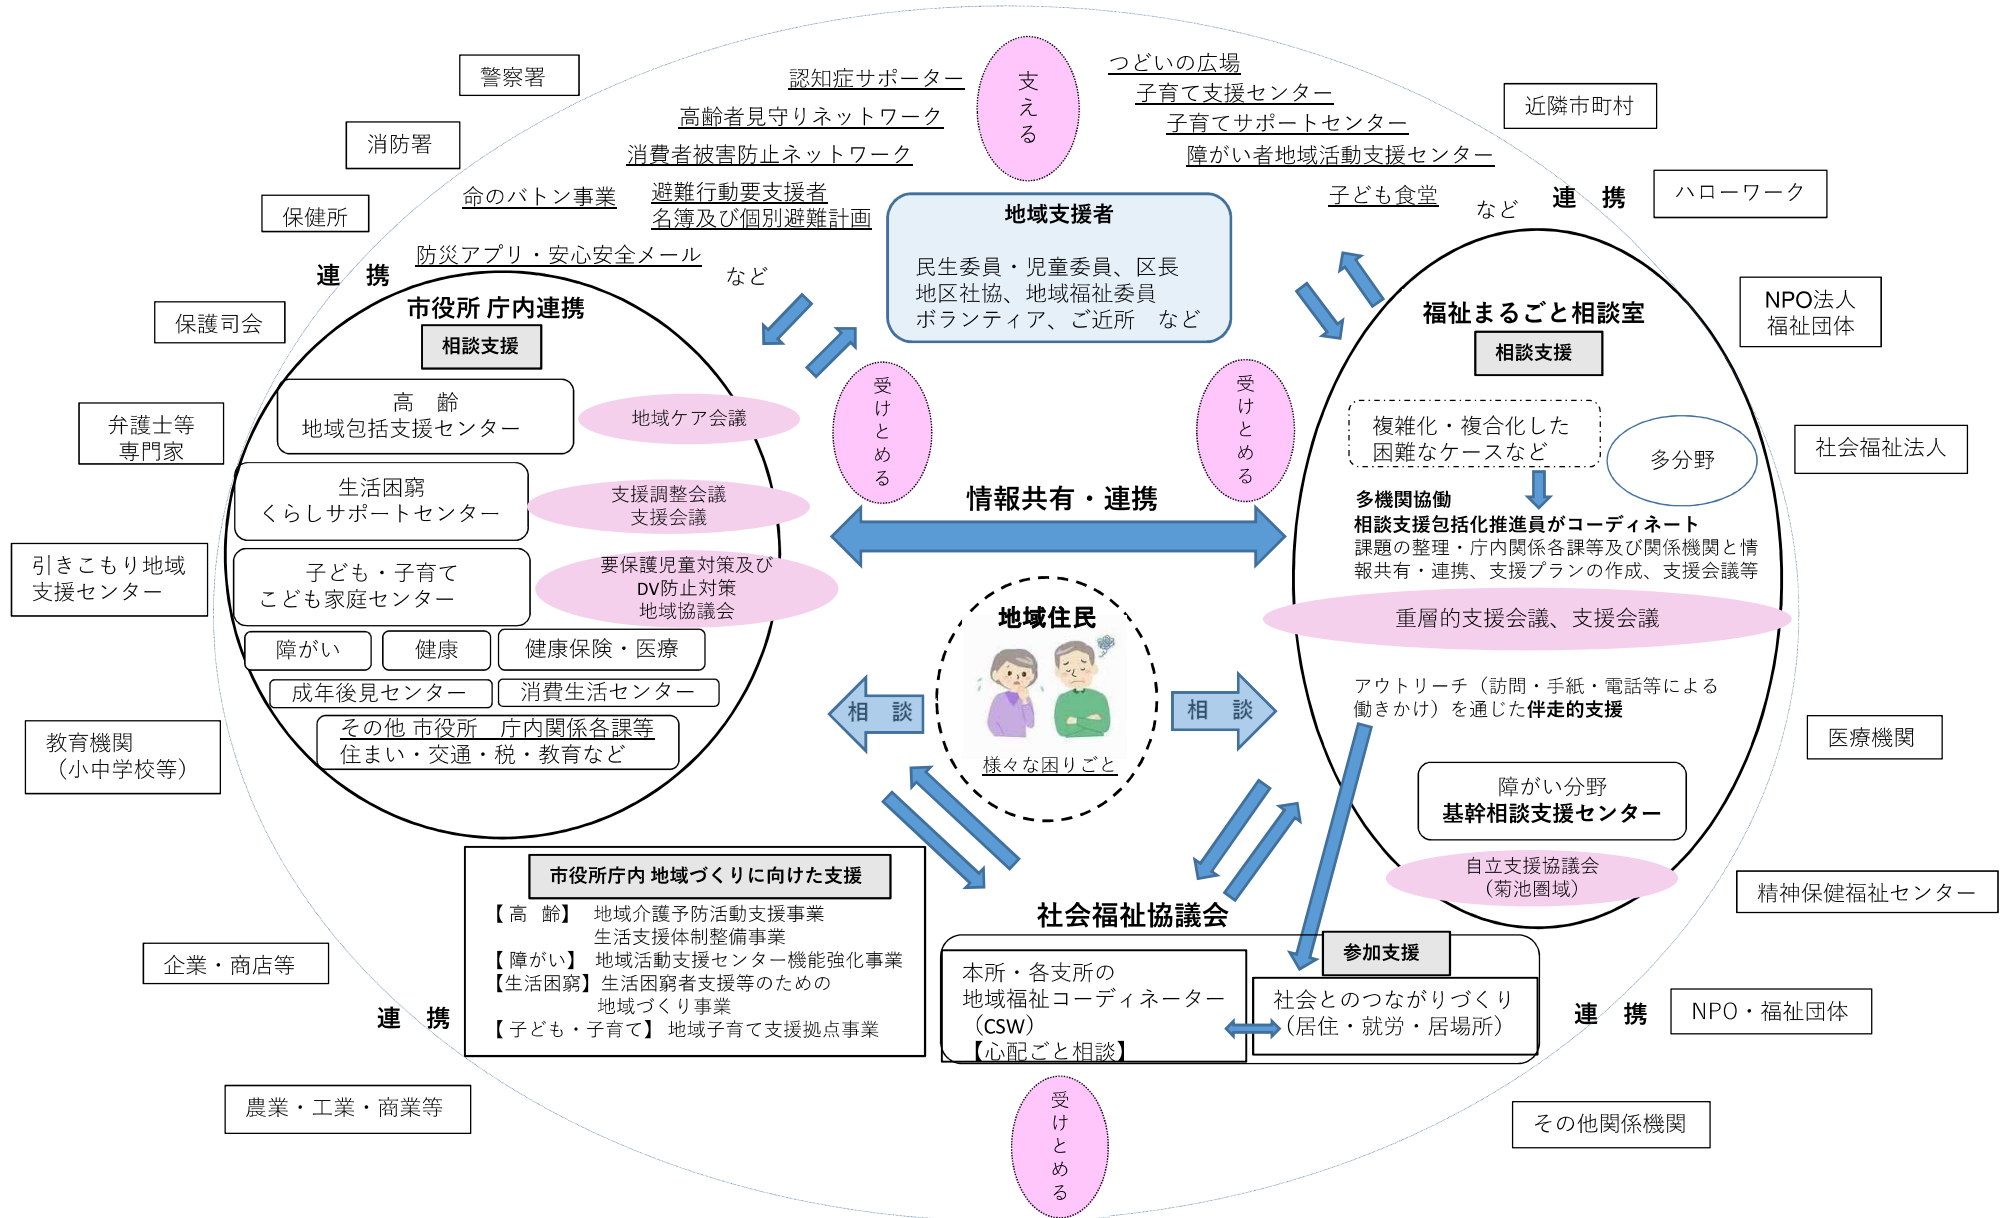 警察署
消防署
保健所
保護司会
弁護士等
専門家
引きこもり地域
支援センター
教育機関
（小中学校等）
企業・商店等
農業・工業・商業等
認知症サポーター
高齢者見守りネットワーク
消費者被害防止ネットワーク
命のバトン事業
避難行動要支援者
名簿及び個別避難計画
防災アプリ・安心安全メール
など
連　携
支える
つどいの広場
子育て支援センター
子育てサポートセンター
障がい者地域活動支援センター
子ども食堂
など
連　携
近隣市町村
ハローワーク
NPO法人
福祉団体
社会福祉法人
医療機関
精神保健福祉センター
NPO・福祉団体
その他関係機関
地域支援者
民生委員・児童委員、区長
地区社協、地域福祉委員
ボランティア、ご近所　など
市役所 庁内連携
相談支援
高　齢
地域包括支援センター
地域ケア会議
生活困窮
くらしサポートセンター
支援調整会議
支援会議
子ども・子育て
こども家庭センター
要保護児童対策及び
DV防止対策
地域協議会
障がい
健康
健康保険・医療
成年後見センター
消費生活センター
その他 市役所　庁内関係各課等
住まい・交通・税・教育など
受けとめる
受けとめる
情報共有・連携
地域住民
様々な困りごと
相　談
相　談
福祉まるごと相談室
相談支援
複雑化・複合化した
困難なケースなど
多分野
多機関協働
相談支援包括化推進員がコーディネート
課題の整理・庁内関係各課等及び関係機関と情
報共有・連携、支援プランの作成、支援会議等
重層的支援会議、支援会議
アウトリーチ（訪問・手紙・電話等による
働きかけ）を通じた伴走的支援
障がい分野
基幹相談支援センター
自立支援協議会
（菊池圏域）
市役所庁内 地域づくりに向けた支援
【 高　齢】　地域介護予防活動支援事業
生活支援体制整備事業
【 障がい】　地域活動支援センター機能強化事業
【生活困窮】生活困窮者支援等のための
地域づくり事業
【 子ども・子育て】 地域子育て支援拠点事業
連　携
社会福祉協議会
本所・各支所の
地域福祉コーディネーター
（CSW）
【心配ごと相談】
参加支援
社会とのつながりづくり
（居住・就労・居場所）
連　携
受けとめる